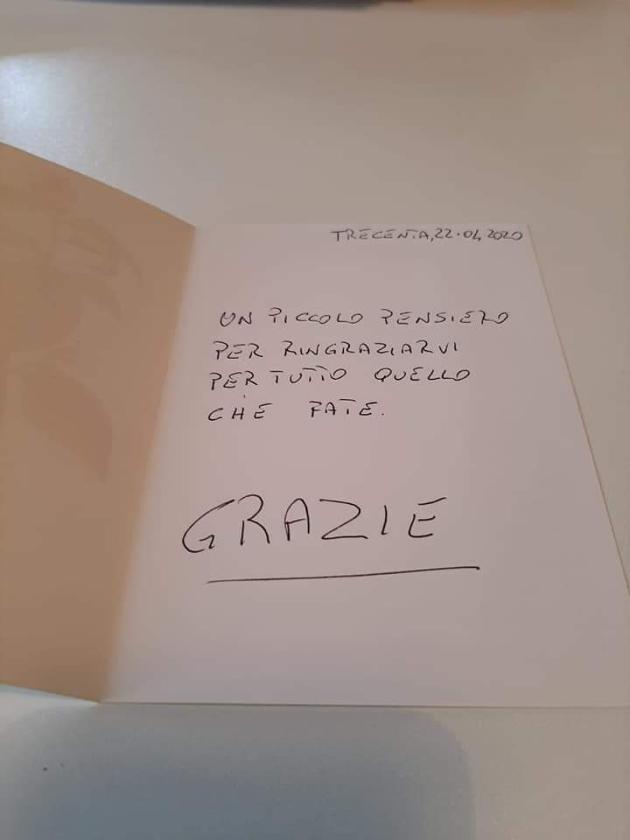 TRECENTA, 22.04.2020
UN PICCOLO PENSIERO
PER RINGRAZIARVI
PER TUTTO QUELLO
CHE FATE.
GRAZIE